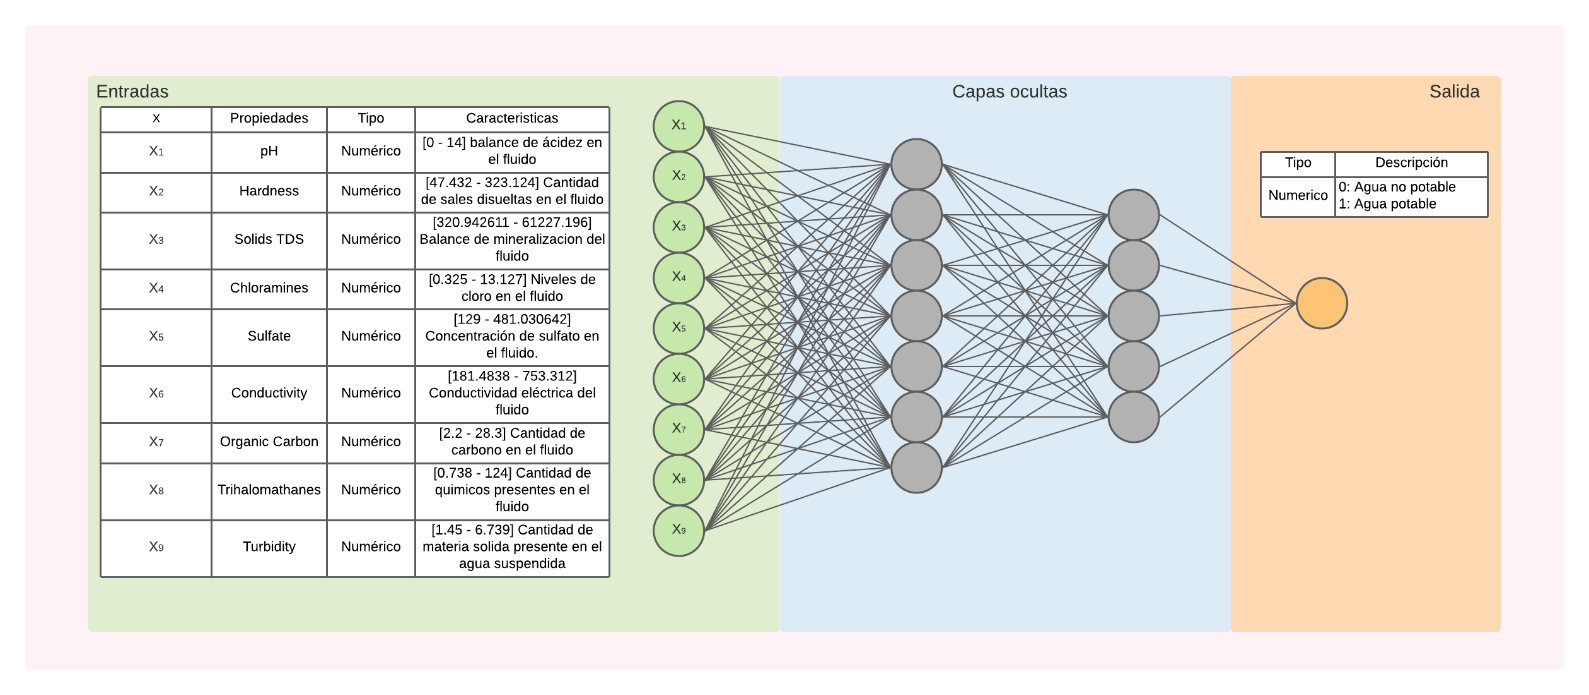 Entradas
X Propiedades Tipo Caracteristicas
X1 pH Numérico [0 - 14] balance de ácidez en
el fluido
X2 Hardness Numérico [47.432 - 323.124] Cantidad
de sales disueltas en el fluido
X3 Solids TDS Numérico [320.942611 - 61227.196]
Balance de mineralizacion del
fluido
X4 Chloramines Numérico [0.325 - 13.127] Niveles de
cloro en el fluido
X5 Sulfate Numérico [129 - 481.030642]
Concentración de sulfato en
el fluido.
X6 Conductivity Numérico [181.4838 - 753.312]
Conductividad eléctrica del
fluido
X7 Organic Carbon Numérico [2.2 - 28.3] Cantidad de
carbono en el fluido
X8 Trihalomathanes Numérico [0.738 - 124] Cantidad de
quimicos presentes en el
fluido
X9 Turbidity Numérico [1.45 - 6.739] Cantidad de
materia solida presente en el
agua suspendida
X1
X2
X3
X4
X5
X6
X7
X8
X9
Capas ocultas
Salida
Tipo Descripción
Numerico 0: Agua no potable
1: Agua potable